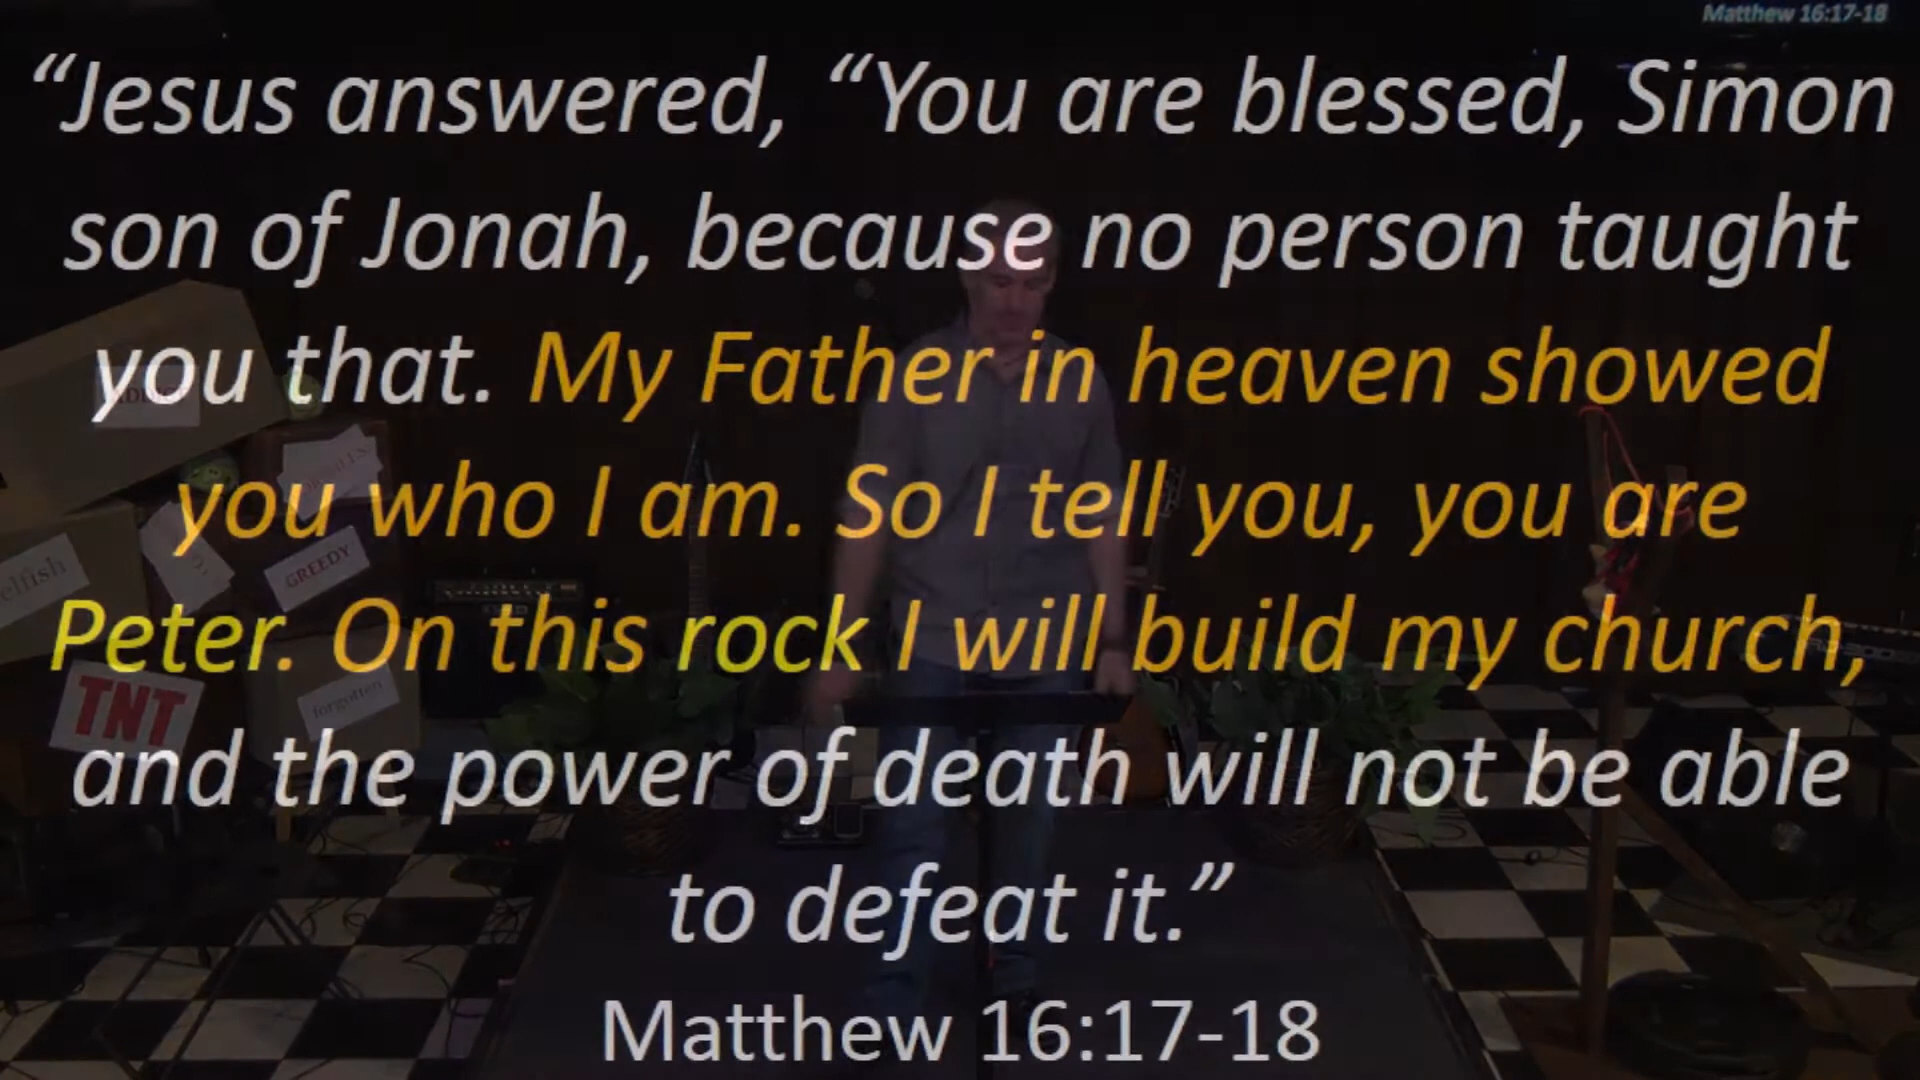 Matthew 16:17-18
“Jesus answered, “You are blessed, Simon
son of Jonah, because no person taught
you that. My Father in heaven showed
you who I am. So I tell you, you are
Peter. On this rock I will build my church,
and the power of death will not be able
to defeat it.”
Matthew 16:17-18
elfish
GREEDY
TNT
forgotten